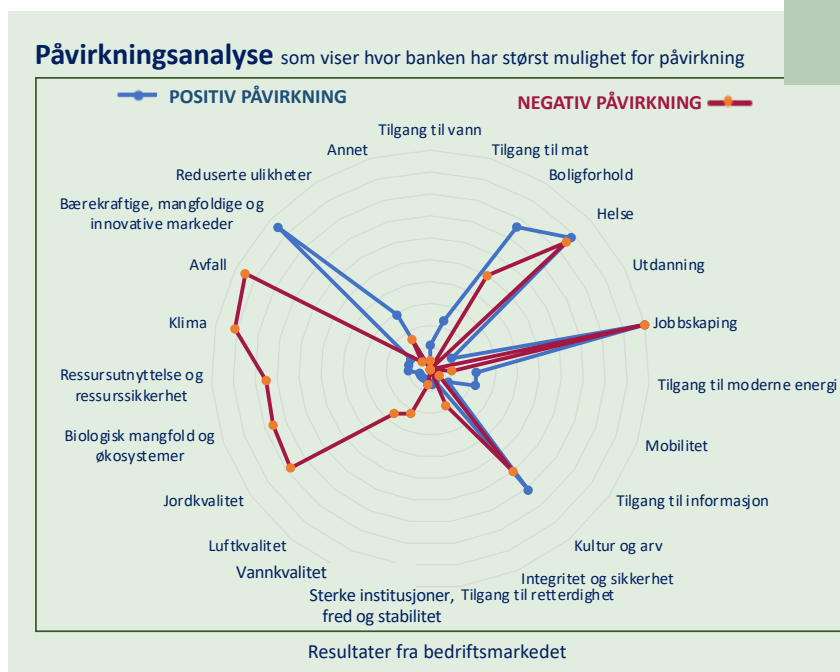 Påvirkningsanalyse som viser hvor banken har størst mulighet for påvirkning
POSITIV PÅVIRKNING
NEGATIV PÅVIRKNING
Tilgang til vann
Tilgang til mat
Boligforhold
Helse
Utdanning
Jobbskaping
Tilgang til moderne energi
Mobilitet
Tilgang til informasjon
Kultur og arv
Integritet og sikkerhet
Tilgang til retterdighet
Sterke institusjoner,
fred og stabilitet
Vannkvalitet
Luftkvalitet
Jordkvalitet
Biologisk mangfold og
økosystemer
Ressursutnyttelse og
ressurssikkerhet
Klima
Avfall
Bærekraftige, mangfoldige og
innovative markeder
Reduserte ulikheter
Annet
Resultater fra bedriftsmarkedet